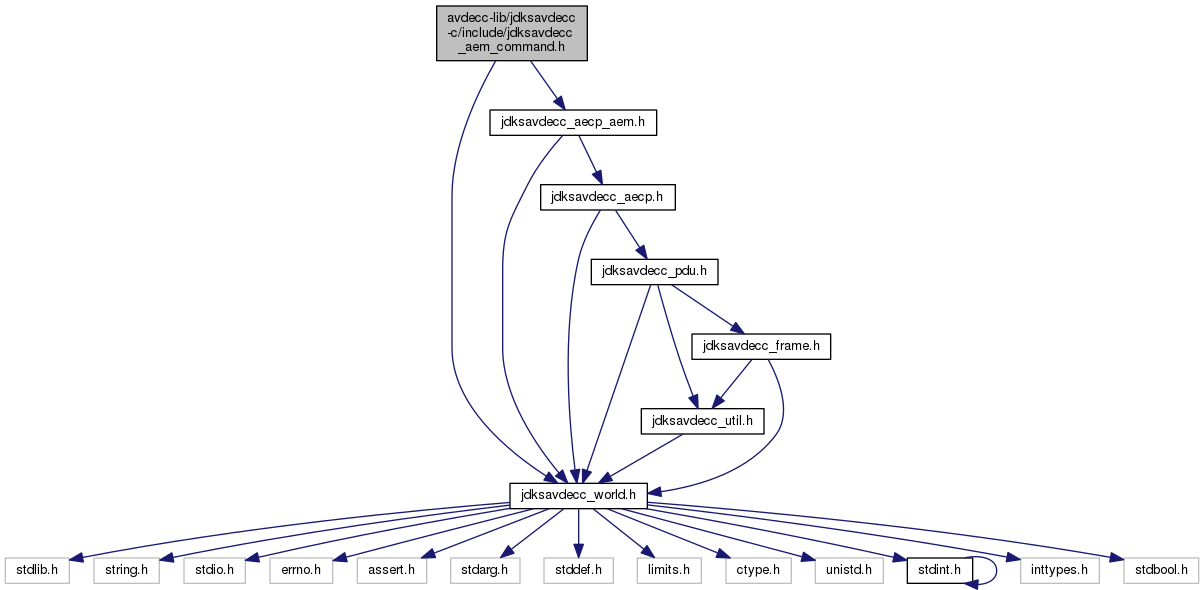 avdecc-lib/jdksavdecc
-c/include/jdksavdecc
_aem_command.h
jdksavdecc_aecp_aem.h
jdksavdecc_aecp.h
jdksavdecc_pdu.h
jdksavdecc_frame.h
jdksavdecc_util.h
jdksavdecc_world.h
stdlib.h
string.h
stdio.h
errno.h
assert.h
stdarg.h
stddef.h
limits.h
ctype.h
unistd.h
stdint.h
inttypes.h
stdbool.h